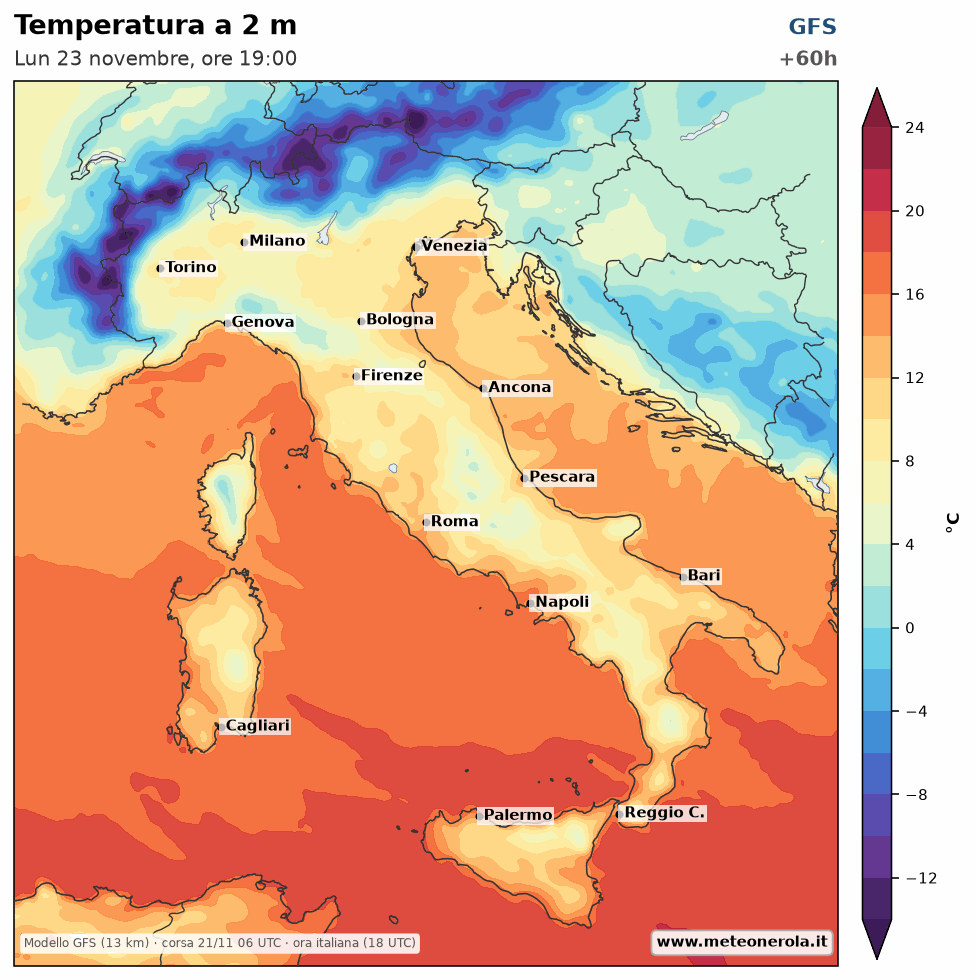 Temperatura a 2 m
GFS
Lun 23 novembre, ore 19:00
+60h
Milano
Venezia
Torino
Genova
Bologna
Firenze
Ancona
Pescara
Roma
Bari
Napoli
Cagliari
Palermo
Reggio C.
24
20
16
12
8
4
0
−4
−8
−12
°C
Modello GFS (13 km) · corsa 21/11 06 UTC · ora italiana (18 UTC)
www.meteonerola.it